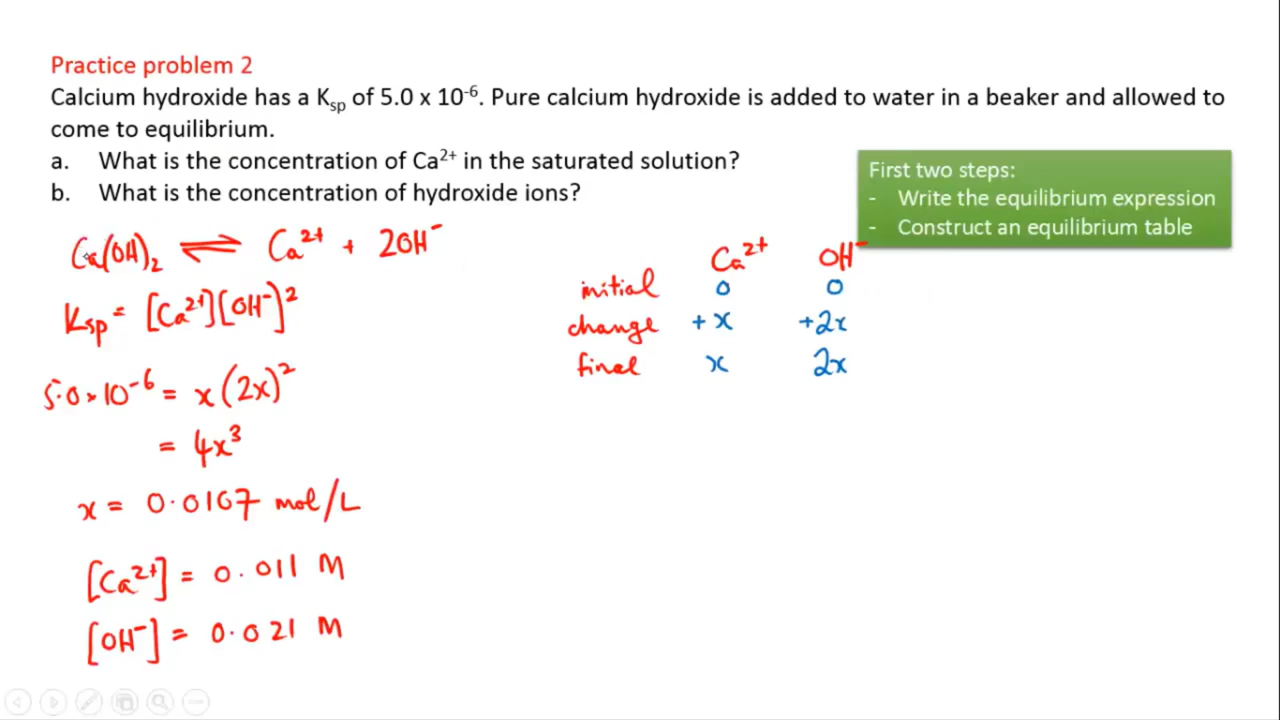 Practice problem 2
Calcium hydroxide has a Ksp of 5.0 x 10⁻⁶. Pure calcium hydroxide is added to water in a beaker and allowed to
come to equilibrium.
a. What is the concentration of Ca²⁺ in the saturated solution?
b. What is the concentration of hydroxide ions?
First two steps:
- Write the equilibrium expression
- Construct an equilibrium table
Ca(OH)₂ ⇌ Ca²⁺ + 2OH⁻
Ksp = [Ca²⁺][OH⁻]²
5.0 × 10⁻⁶ = x(2x)²
= 4x³
x = 0.0107 mol/L
[Ca²⁺] = 0.011 M
[OH⁻] = 0.021 M
Ca²⁺ OH⁻
initial 0 0
change +x +2x
final x 2x